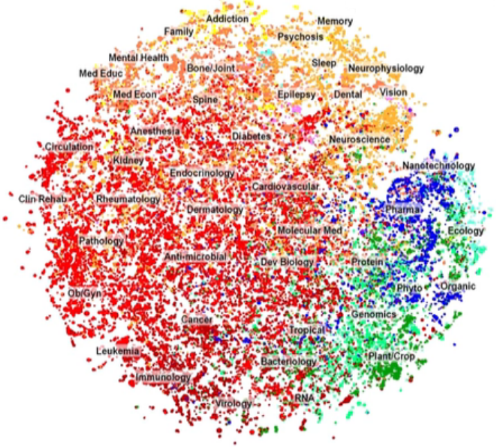 Addiction
Memory
Family
Psychosis
Mental Health
Sleep
Bone/Joint
Neurophysiology
Med Educ
Med Econ
Spine
Epilepsy
Dental
Vision
Anesthesia
Diabetes
Neuroscience
Circulation
Kidney
Nanotechnology
Endocrinology
Cardiovascular
Clin Rehab
Rheumatology
Dermatology
Pharma
Molecular Med
Ecology
Pathology
Anti-microbial
Dev Biology
Protein
Ob/Gyn
Phyto
Organic
Genomics
Cancer
Tropical
Leukemia
Bacteriology
Plant/Crop
Immunology
Virology
RNA